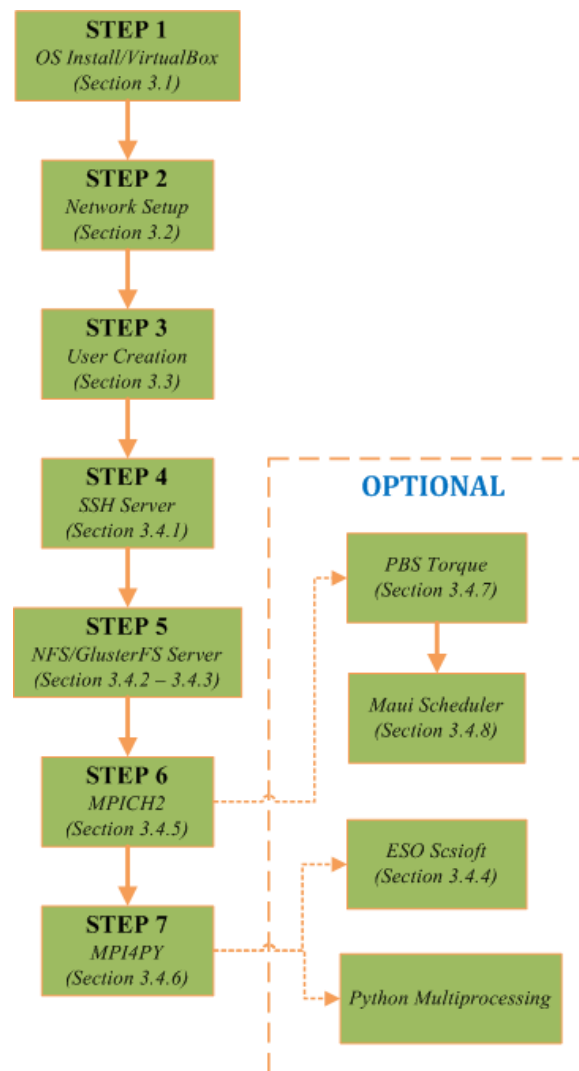 STEP 1
OS Install/VirtualBox
(Section 3.1)
STEP 2
Network Setup
(Section 3.2)
STEP 3
User Creation
(Section 3.3)
STEP 4
SSH Server
(Section 3.4.1)
STEP 5
NFS/GlusterFS Server
(Section 3.4.2 – 3.4.3)
STEP 6
MPICH2
(Section 3.4.5)
STEP 7
MPI4PY
(Section 3.4.6)
OPTIONAL
PBS Torque
(Section 3.4.7)
Maui Scheduler
(Section 3.4.8)
ESO Scsioft
(Section 3.4.4)
Python Multiprocessing